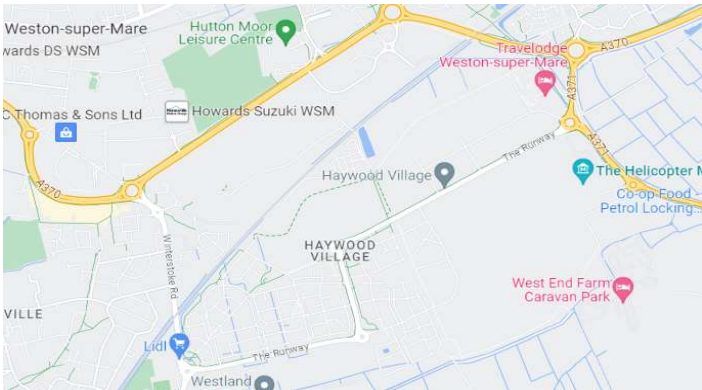 Weston-super-Mare
wards DS WSM
Hutton Moor
Leisure Centre
Travelodge
Weston-super-Mare
A370
A371
C Thomas & Sons Ltd
Howards Suzuki WSM
The Runway
A371
The Helicopter M
Haywood Village
Co-op Food -
Petrol Locking...
A370
HAYWOOD
VILLAGE
Winterstoke Rd
West End Farm
Caravan Park
VILLE
Lidl
The Runway
Westland